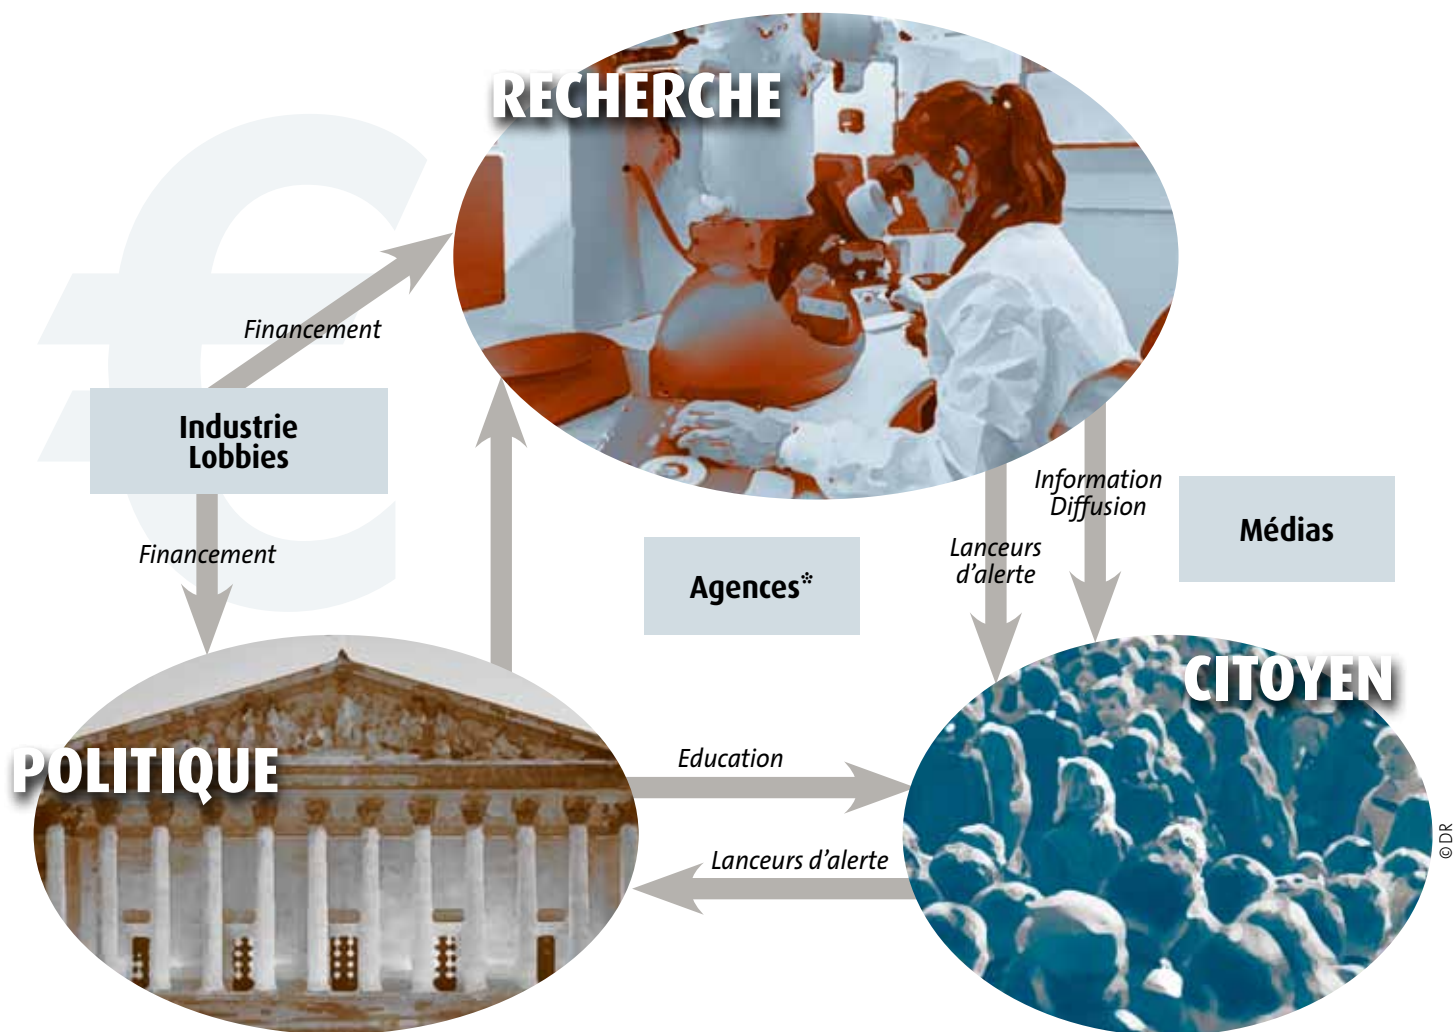 RECHERCHE
€
Financement
Industrie
Lobbies
Financement
Information
Diffusion
Médias
Lanceurs
d'alerte
Agences*
CITOYEN
POLITIQUE
Education
Lanceurs d'alerte
© DR